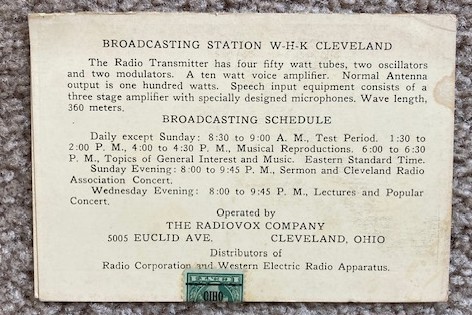 BROADCASTING STATION W-H-K CLEVELAND
The Radio Transmitter has four fifty watt tubes, two oscillators
and two modulators. A ten watt voice amplifier. Normal Antenna
output is one hundred watts. Speech input equipment consists of a
three stage amplifier with specially designed microphones. Wave length,
360 meters.
BROADCASTING SCHEDULE
Daily except Sunday: 8:30 to 9:00 A. M., Test Period. 1:30 to
2:00 P. M., 4:00 to 4:30 P. M., Musical Reproductions. 6:00 to 6:30
P. M., Topics of General Interest and Music. Eastern Standard Time.
Sunday Evening: 8:00 to 9:45 P. M., Sermon and Cleveland Radio
Association Concert.
Wednesday Evening: 8:00 to 9:45 P. M., Lectures and Popular
Concert.
Operated by
THE RADIOVOX COMPANY
5005 EUCLID AVE. CLEVELAND, OHIO
Distributors of
Radio Corporation and Western Electric Radio Apparatus.
OHIO